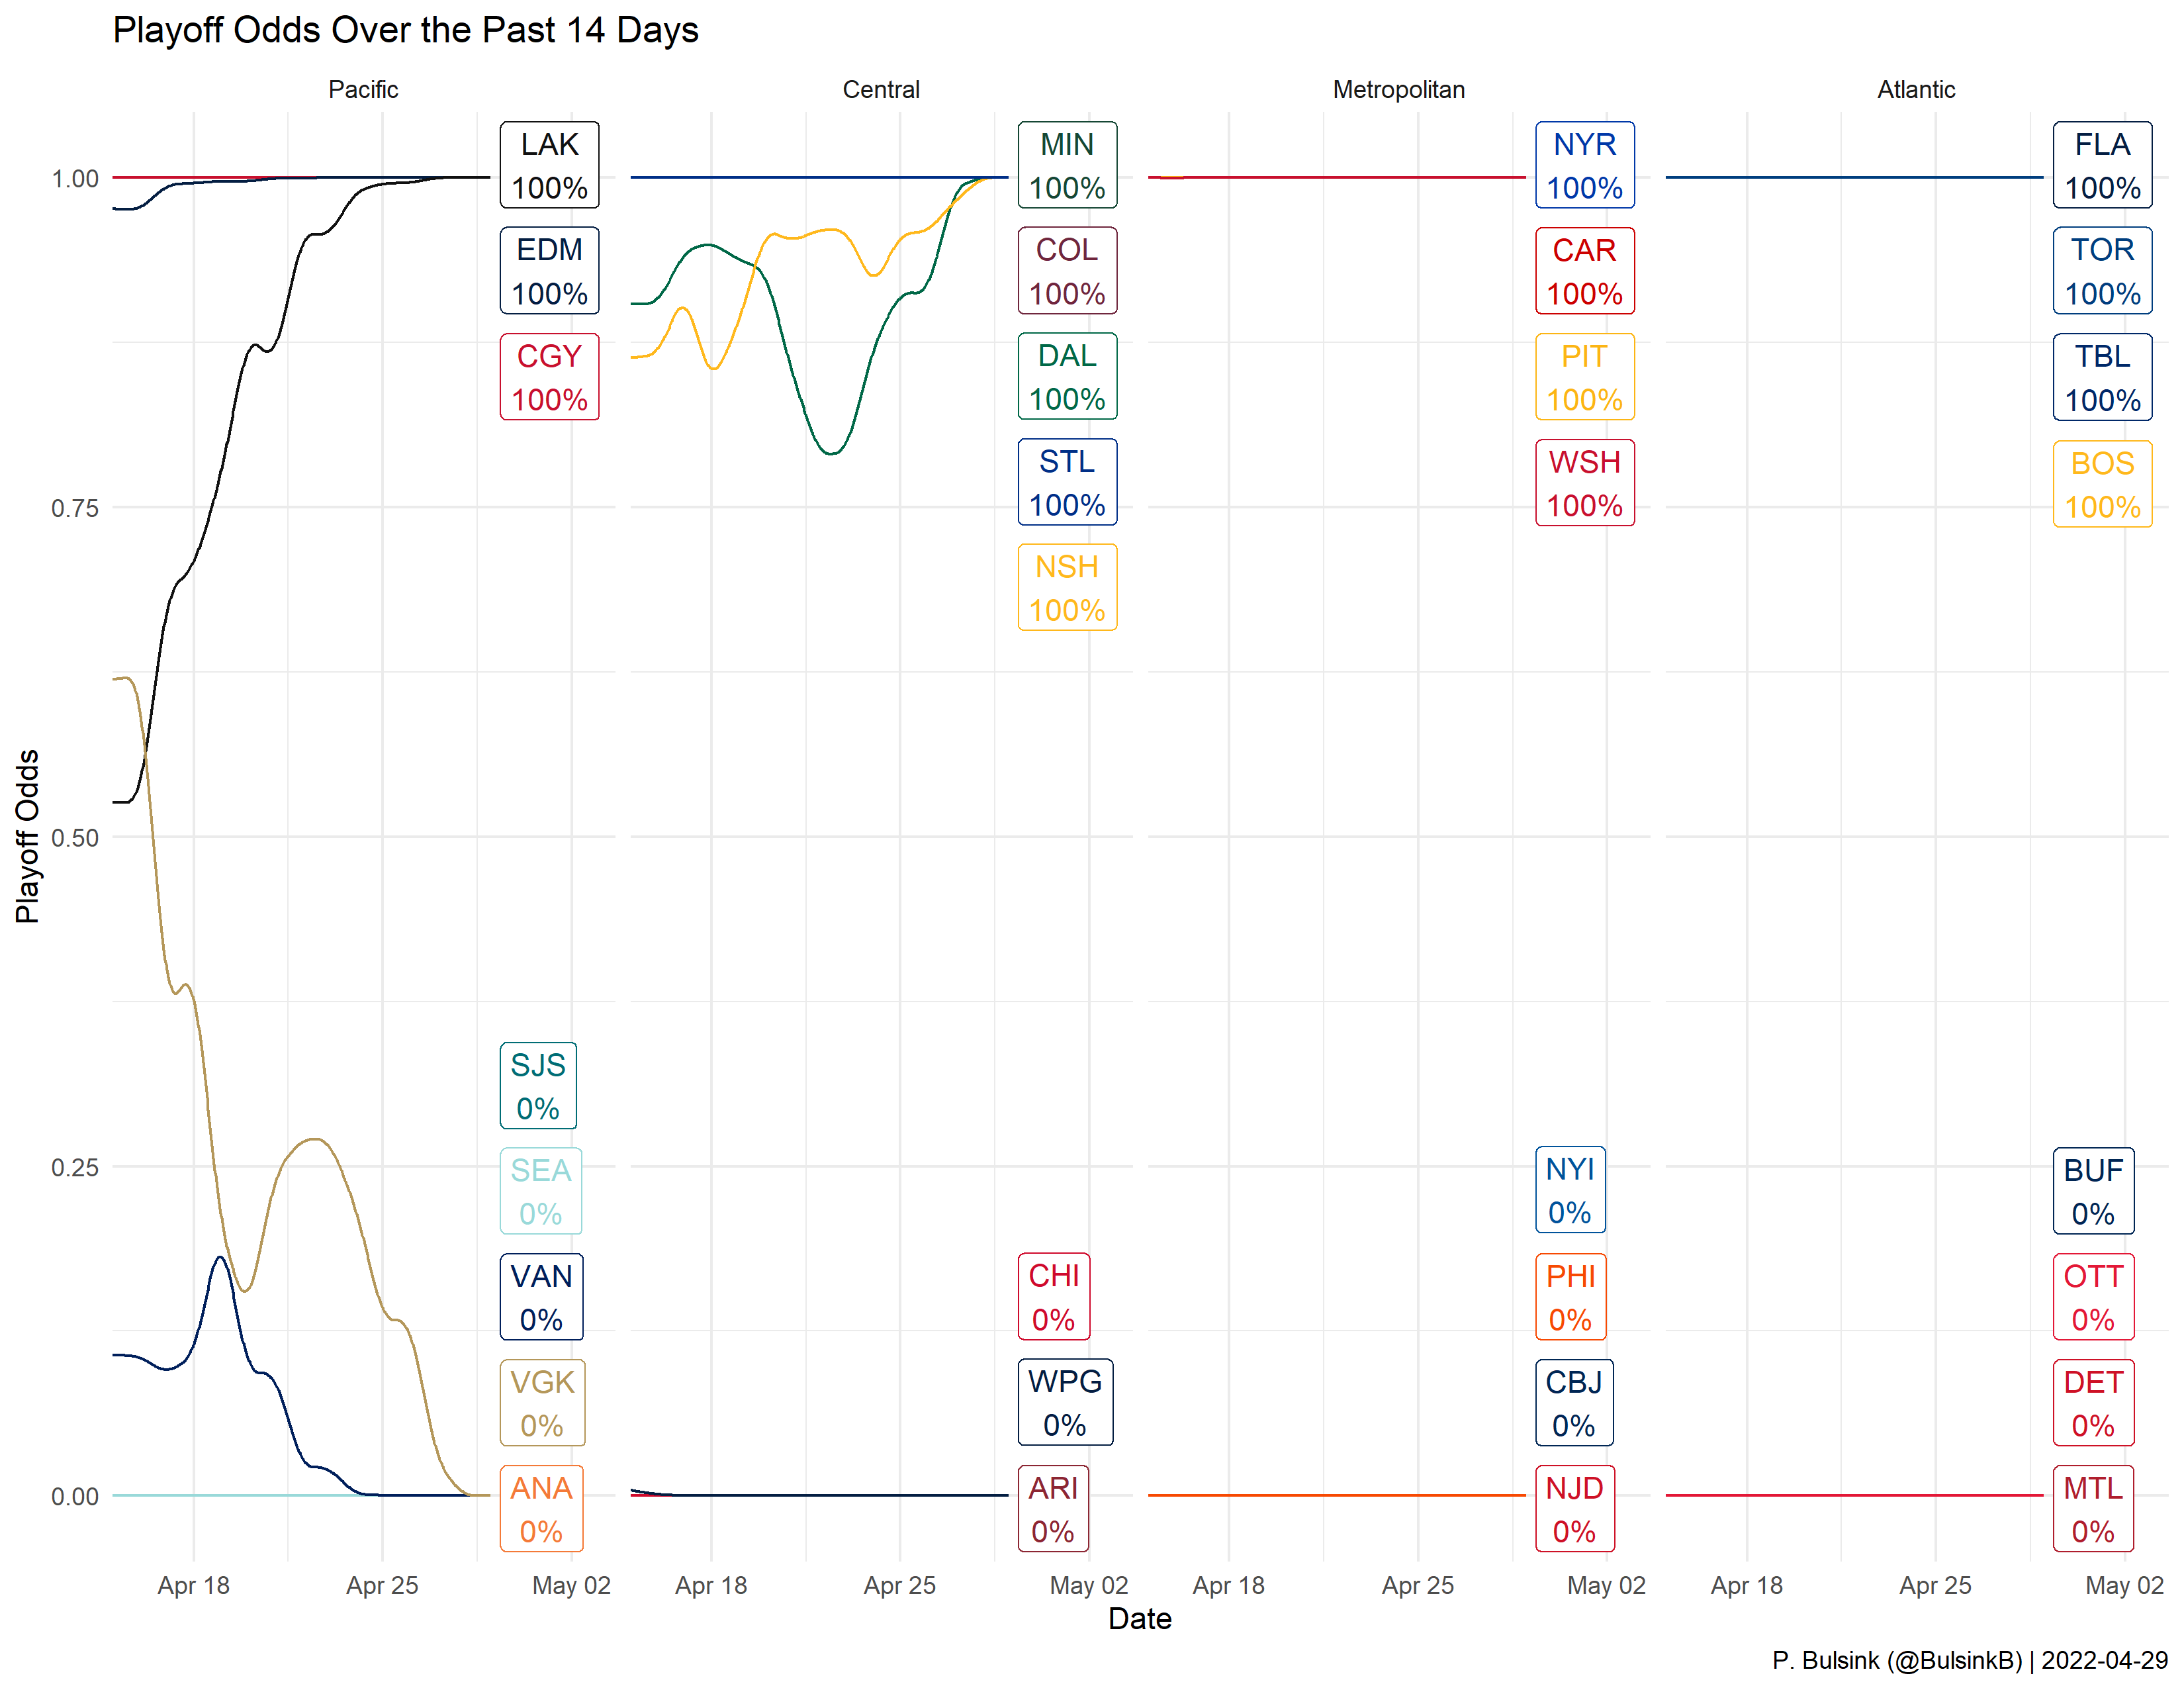 Playoff Odds Over the Past 14 Days
Pacific
Central
Metropolitan
Atlantic
Playoff Odds
1.00
0.75
0.50
0.25
0.00
LAK
100%
EDM
100%
CGY
100%
SJS
0%
SEA
0%
VAN
0%
VGK
0%
ANA
0%
MIN
100%
COL
100%
DAL
100%
STL
100%
NSH
100%
CHI
0%
WPG
0%
ARI
0%
NYR
100%
CAR
100%
PIT
100%
WSH
100%
NYI
0%
PHI
0%
CBJ
0%
NJD
0%
FLA
100%
TOR
100%
TBL
100%
BOS
100%
BUF
0%
OTT
0%
DET
0%
MTL
0%
Apr 18
Apr 25
May 02
Apr 18
Apr 25
May 02
Apr 18
Apr 25
May 02
Apr 18
Apr 25
May 02
Date
P. Bulsink (@BulsinkB) | 2022-04-29